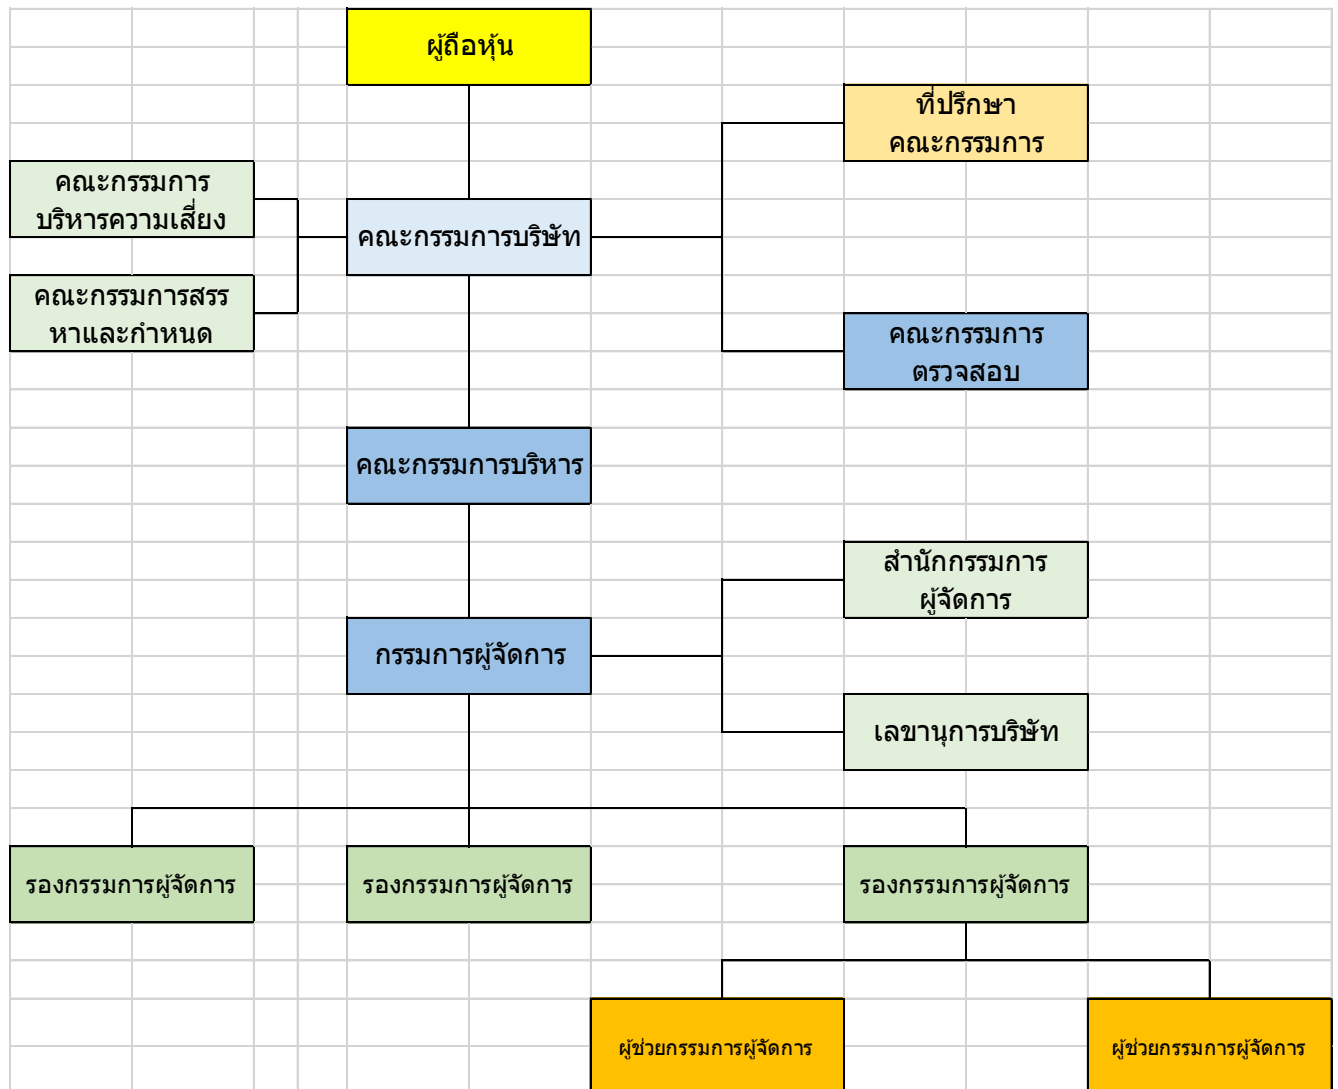 ผู้ถือหุ้น
ที่ปรึกษา
คณะกรรมการ
คณะกรรมการ
บริหารความเสี่ยง
คณะกรรมการบริษัท
คณะกรรมการสรร
หาและกำหนด
คณะกรรมการ
ตรวจสอบ
คณะกรรมการบริหาร
สำนักกรรมการ
ผู้จัดการ
กรรมการผู้จัดการ
เลขานุการบริษัท
รองกรรมการผู้จัดการ
รองกรรมการผู้จัดการ
รองกรรมการผู้จัดการ
ผู้ช่วยกรรมการผู้จัดการ
ผู้ช่วยกรรมการผู้จัดการ